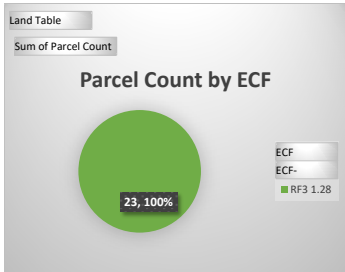 Land Table
Sum of Parcel Count
Parcel Count by ECF
23, 100%
ECF
ECF-
RF3 1.28